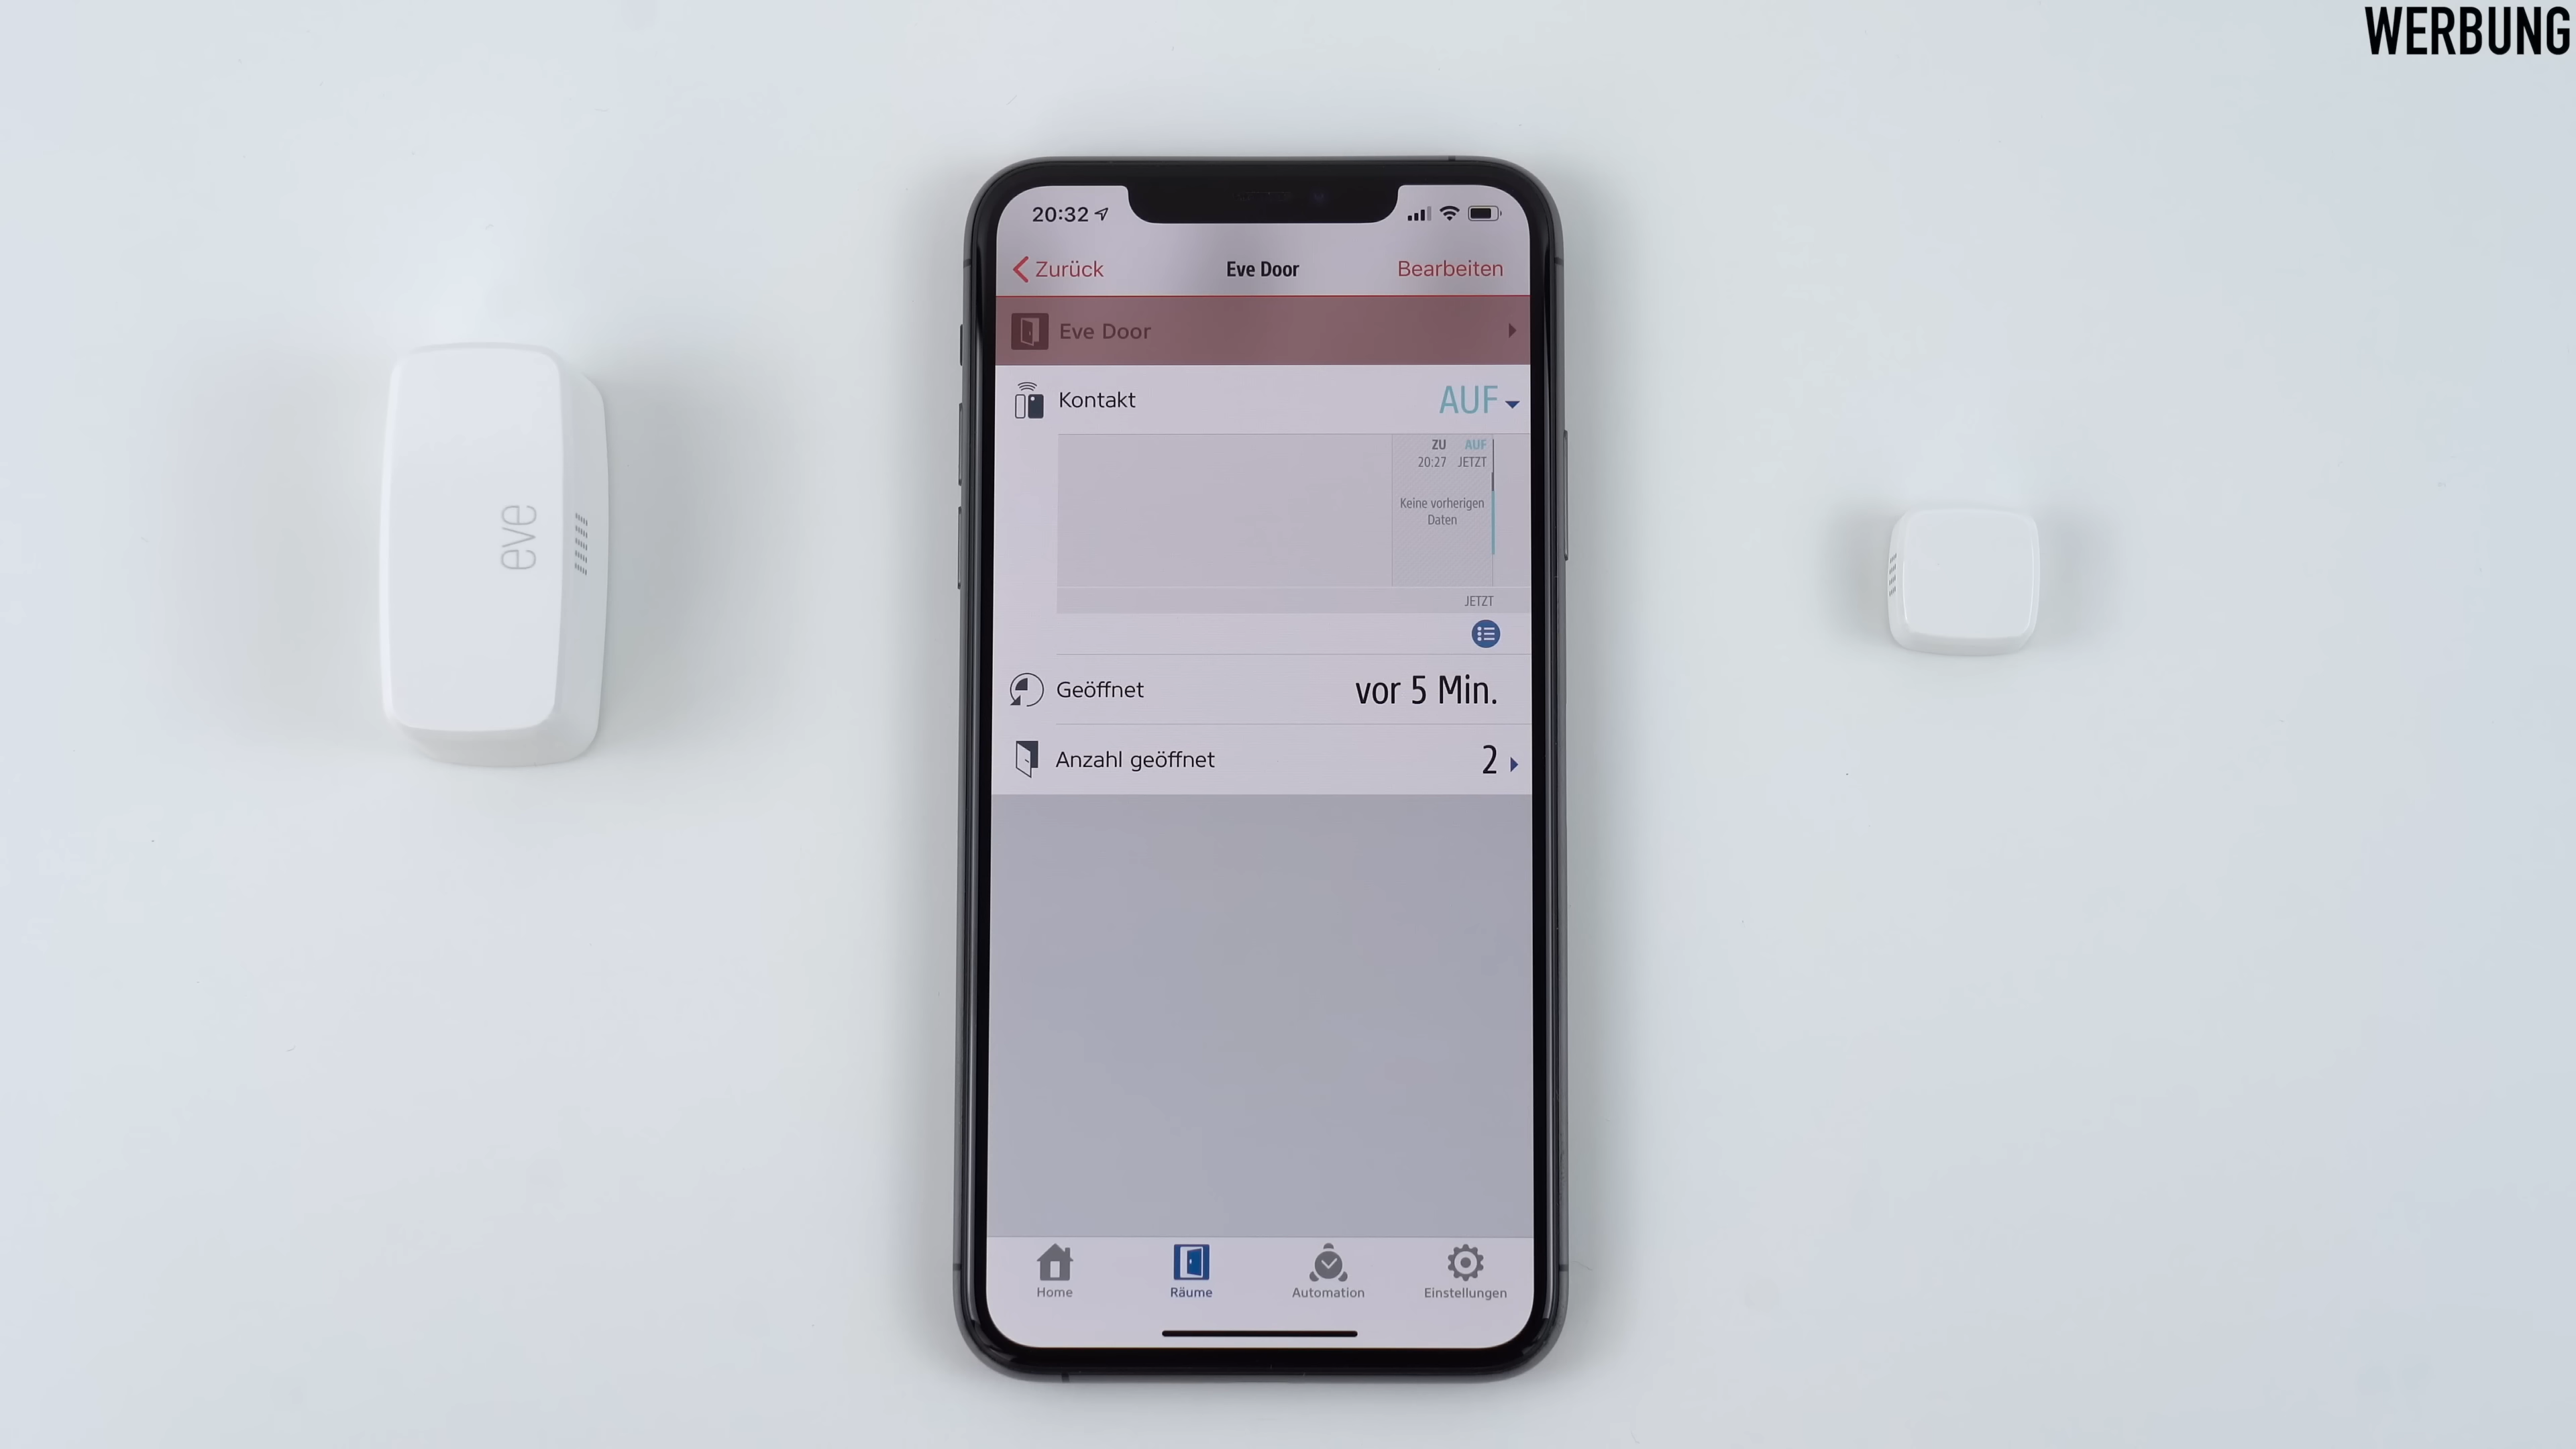 WERBUNG
20:32
Zurück
Eve Door
Bearbeiten
Eve Door
Kontakt
AUF
ZU AUF
20:27 JETZT
Keine vorherigen
Daten
JETZT
eve
Geöffnet
vor 5 Min.
Anzahl geöffnet
2
Home
Räume
Automation
Einstellungen